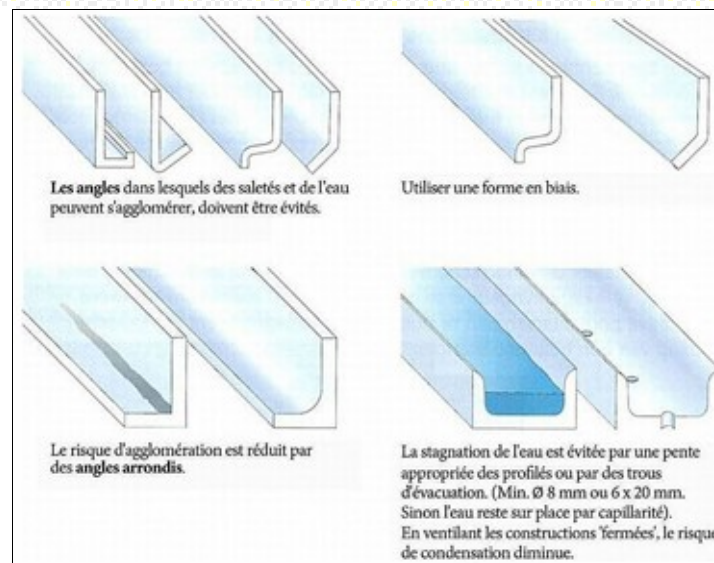 Les angles dans lesquels des saletés et de l'eau
peuvent s'agglomérer, doivent être évités.
Utiliser une forme en biais.
Le risque d'agglomération est réduit par
des angles arrondis.
La stagnation de l'eau est évitée par une pente
appropriée des profilés ou par des trous
d'évacuation. (Min. Ø 8 mm ou 6 x 20 mm.
Sinon l'eau reste sur place par capillarité).
En ventilant les constructions 'fermées', le risque
de condensation diminue.